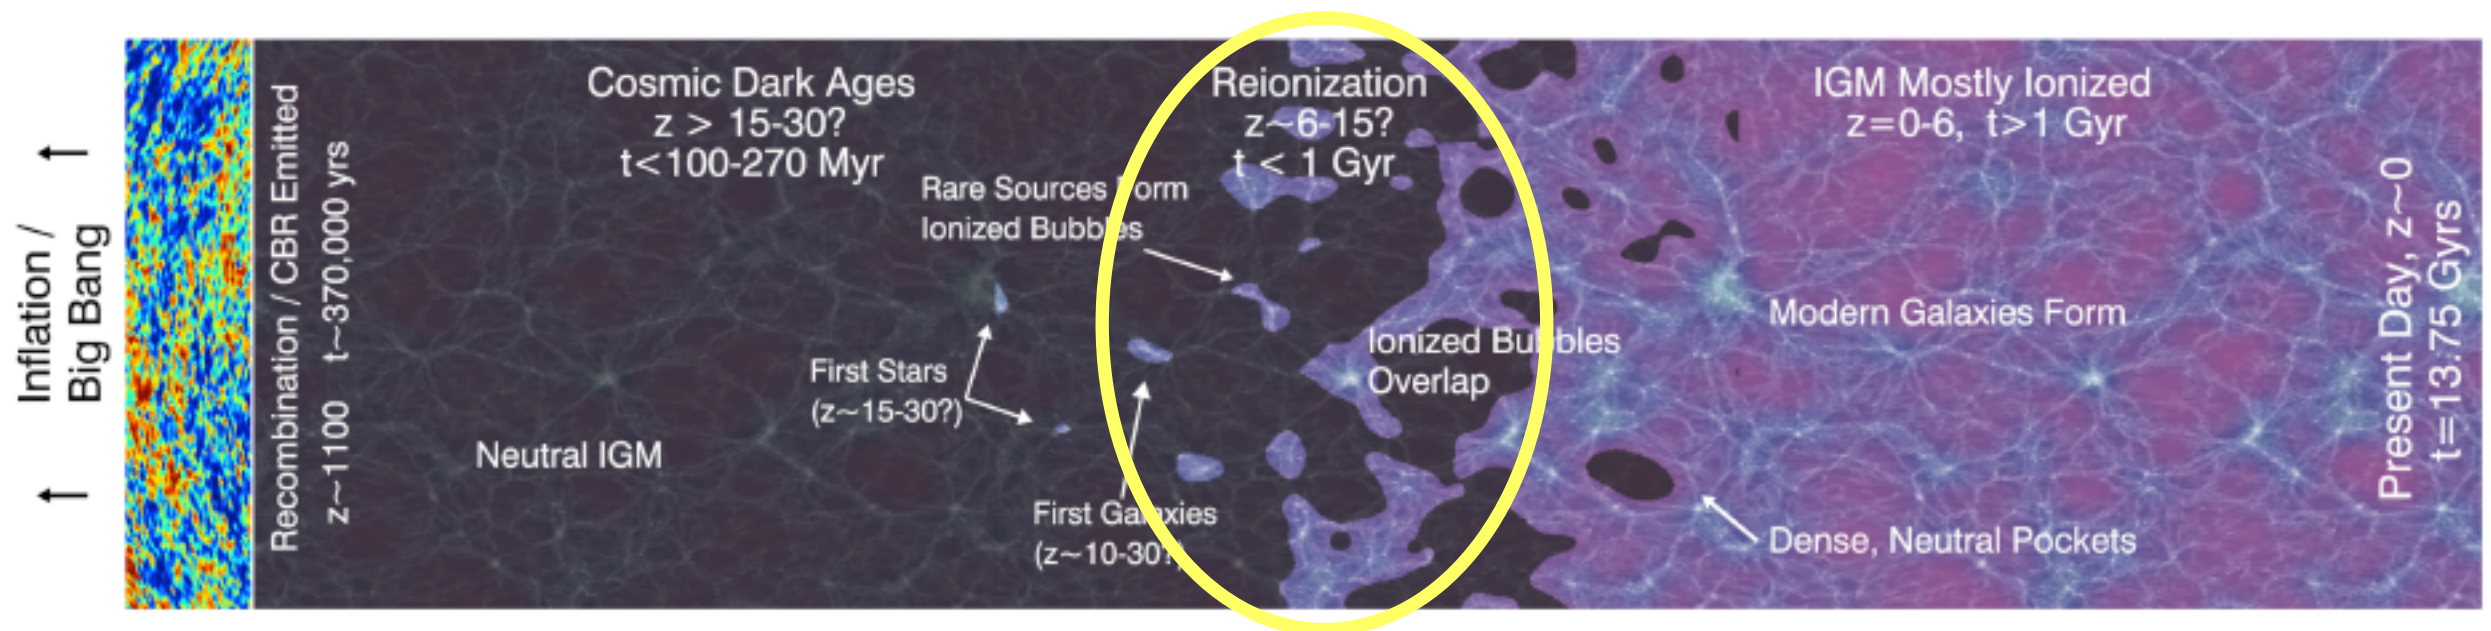 Inflation /
Big Bang
Recombination / CBR Emitted
z~1100 t~370,000 yrs
Cosmic Dark Ages
z > 15-30?
t<100-270 Myr
Neutral IGM
First Stars
(z~15-30?)
Rare Sources Form
Ionized Bubbles
First Galaxies
(z~10-30?)
Reionization
z~6-15?
t < 1 Gyr
Ionized Bubbles
Overlap
IGM Mostly Ionized
z=0-6, t>1 Gyr
Modern Galaxies Form
Dense, Neutral Pockets
Present Day, z~0
t=13.75 Gyrs